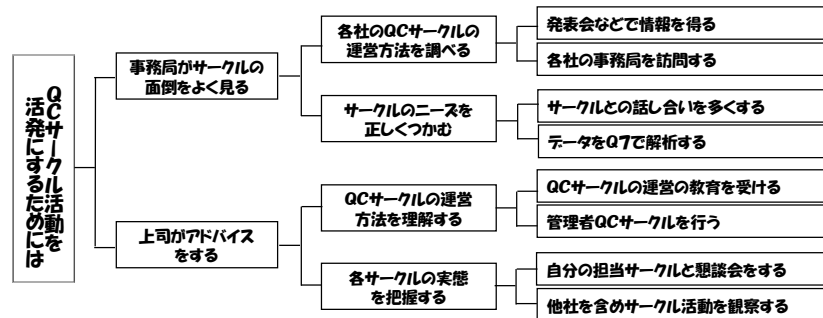 QCサークル活動を
活発にするためには
事務局がサークルの
面倒をよく見る
各社のQCサークルの
運営方法を調べる
発表会などで情報を得る
各社の事務局を訪問する
サークルのニーズを
正しくつかむ
サークルとの話し合いを多くする
データをQ7で解析する
上司がアドバイス
をする
QCサークルの運営
方法を理解する
QCサークルの運営の教育を受ける
管理者QCサークルを行う
各サークルの実態
を把握する
自分の担当サークルと懇談会をする
他社を含めサークル活動を観察する